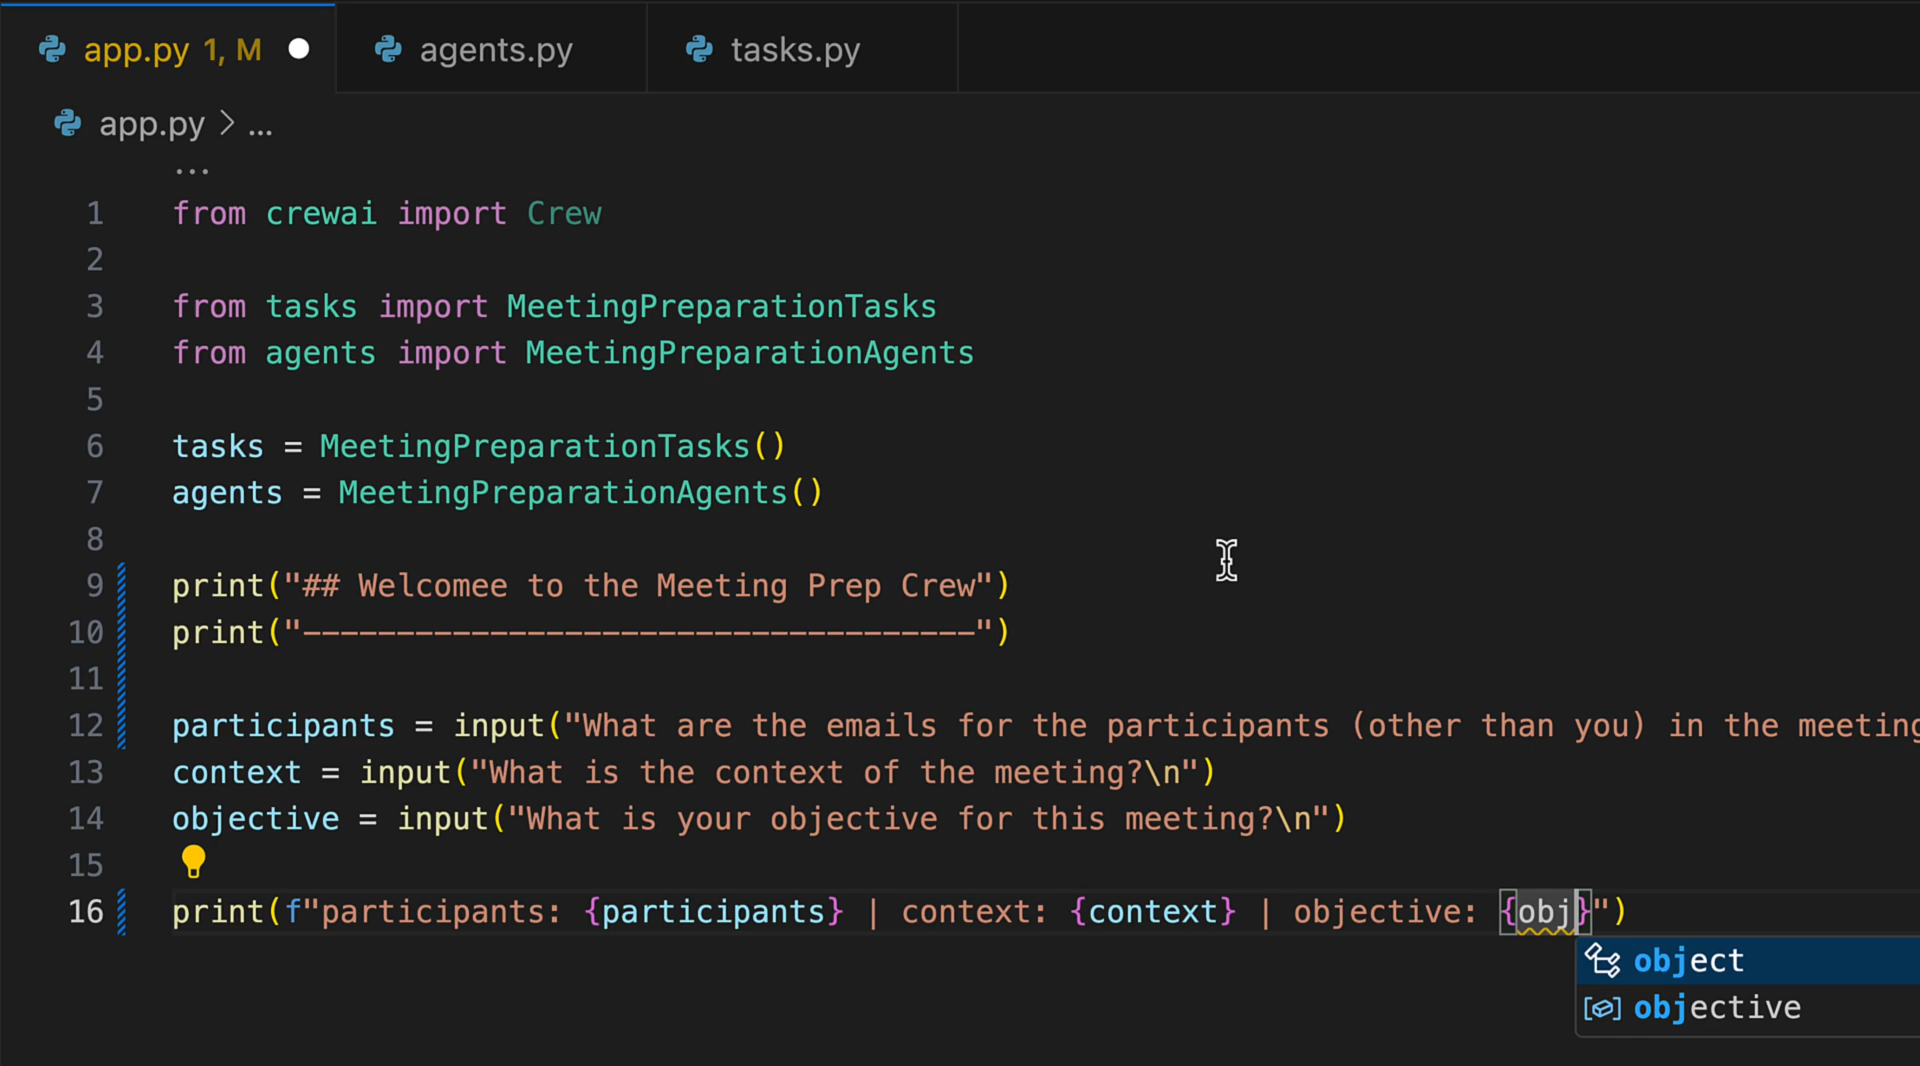 app.py 1, M
agents.py
tasks.py
app.py > ...
...
1 from crewai import Crew
2
3 from tasks import MeetingPreparationTasks
4 from agents import MeetingPreparationAgents
5
6 tasks = MeetingPreparationTasks()
7 agents = MeetingPreparationAgents()
8
9 print("## Welcomee to the Meeting Prep Crew")
10 print("------------------------------------")
11
12 participants = input("What are the emails for the participants (other than you) in the meeting
13 context = input("What is the context of the meeting?\n")
14 objective = input("What is your objective for this meeting?\n")
15
16 print(f"participants: {participants} | context: {context} | objective: {obj}")
object
objective